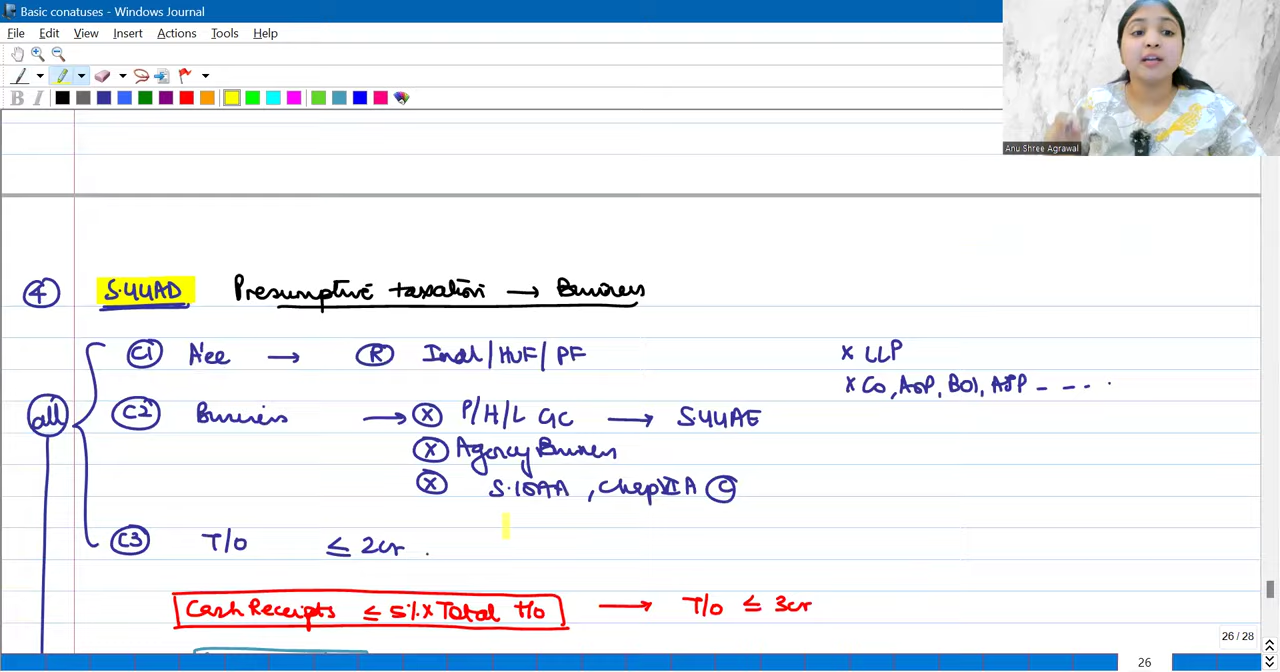 Basic conatuses - Windows Journal
File Edit View Insert Actions Tools Help
B I
Anu Shree Agrawal
4 S.44AD Presumptive taxation → Business
C1 A'ee → R Indl/HUF/PF x LLP
x Co, AOP, BOI, AJP - - - .
all C2 Business → x P/H/L GC → S.44AE
x Agency Business
x S.10AA, Chap VIA C
C3 T/O ≤ 2cr .
Cash Receipts ≤ 5% x Total T/O → T/O ≤ 3cr
26 / 28
26